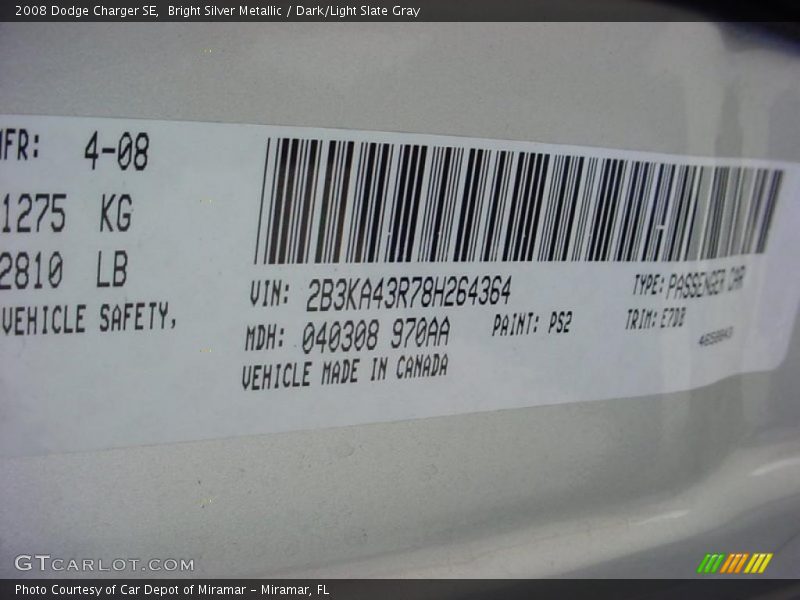 2008 Dodge Charger SE, Bright Silver Metallic / Dark/Light Slate Gray
MFR: 4-08
1275 KG
2810 LB
VEHICLE SAFETY,
VIN: 2B3KA43R78H264364
TYPE: PASSENGER CAR
MDH: 040308 970AA
PAINT: PS2
TRIM: E7D8
VEHICLE MADE IN CANADA
GTCARLOT.COM
Photo Courtesy of Car Depot of Miramar - Miramar, FL